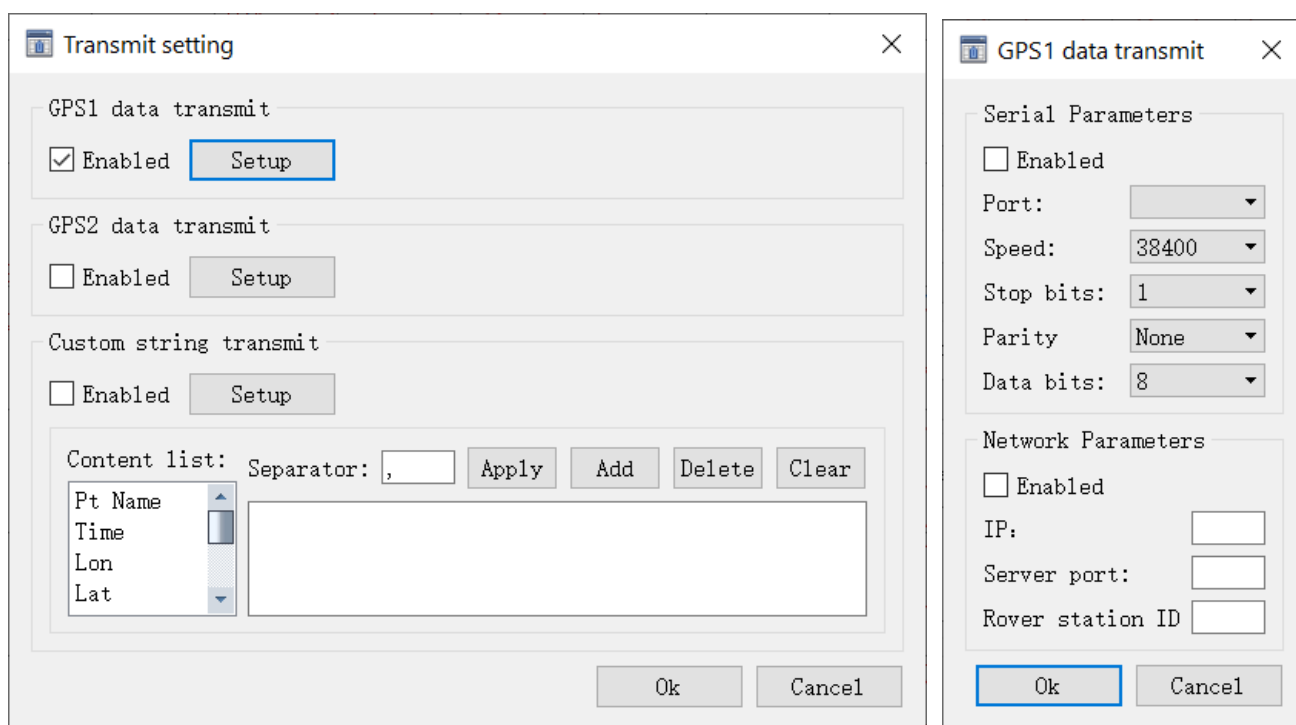 Transmit setting
GPS1 data transmit
Enabled Setup
GPS2 data transmit
Enabled Setup
Custom string transmit
Enabled Setup
Content list: Separator: , Apply Add Delete Clear
Pt Name
Time
Lon
Lat
Ok Cancel
GPS1 data transmit
Serial Parameters
Enabled
Port:
Speed: 38400
Stop bits: 1
Parity None
Data bits: 8
Network Parameters
Enabled
IP:
Server port:
Rover station ID
Ok Cancel